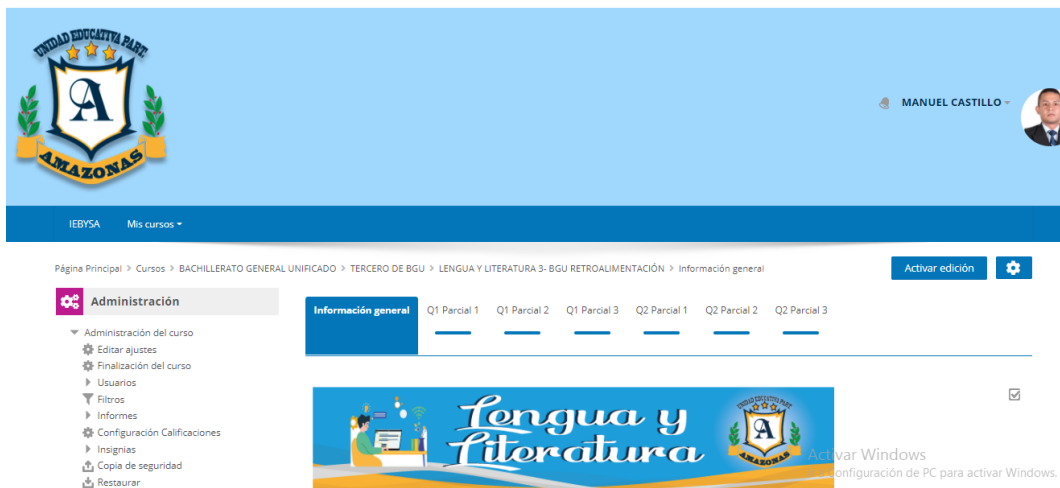 UNIDAD EDUCATIVA PART.
A
AMAZONAS
MANUEL CASTILLO
IEBYSA Mis cursos
Página Principal > Cursos > BACHILLERATO GENERAL UNIFICADO > TERCERO DE BGU > LENGUA Y LITERATURA 3- BGU RETROALIMENTACIÓN > Información general
Activar edición
Administración
Información general Q1 Parcial 1 Q1 Parcial 2 Q1 Parcial 3 Q2 Parcial 1 Q2 Parcial 2 Q2 Parcial 3
Administración del curso
Editar ajustes
Finalización del curso
Usuarios
Filtros
Informes
Configuración Calificaciones
Insignias
Copia de seguridad
Restaurar
Lengua y
Literatura
UNIDAD EDUCATIVA PART.
A
AMAZONAS
Activar Windows
onfiguración de PC para activar Windows.